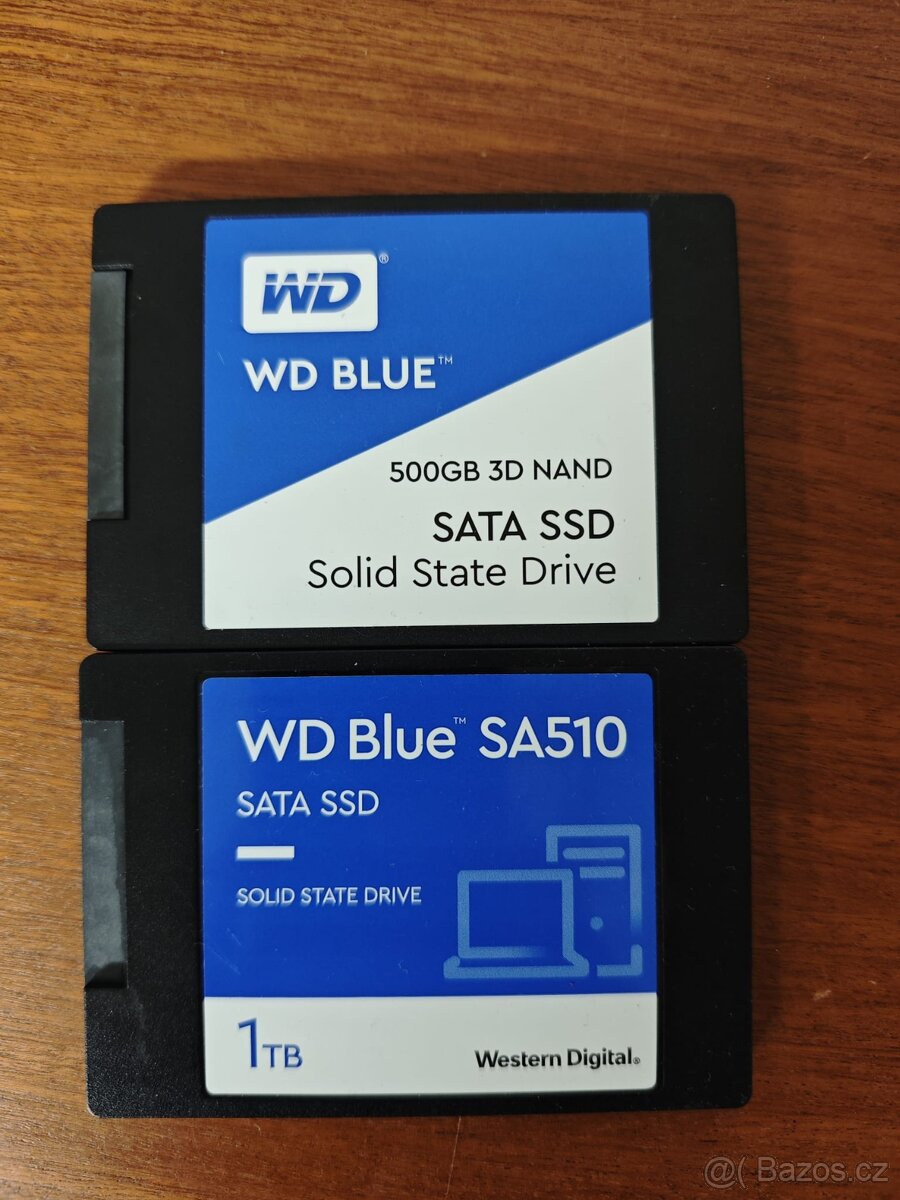 WD®
WD BLUE™
500GB 3D NAND
SATA SSD
Solid State Drive
WD Blue™ SA510
SATA SSD
SOLID STATE DRIVE
1TB
Western Digital®
@( Bazos.cz